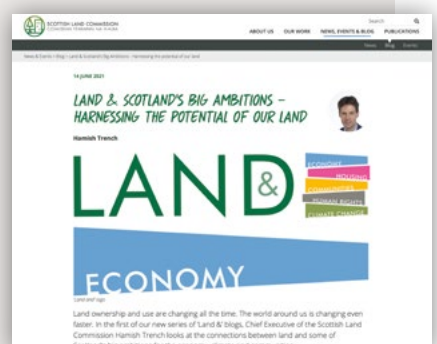 SCOTTISH LAND COMMISSION
Search
ABOUT US OUR WORK NEWS, EVENTS & BLOG PUBLICATIONS
News Blog Events
14 JUNE 2021
LAND & SCOTLAND'S BIG AMBITIONS –
HARNESSING THE POTENTIAL OF OUR LAND
Hamish Trench
LAND &
ECONOMY
HOUSING
COMMUNITIES
HUMAN RIGHTS
CLIMATE CHANGE
ECONOMY
Land and logo
Land ownership and use are changing all the time. The world around us is changing even
faster. In the first of our new series of 'Land &' blogs, Chief Executive of the Scottish Land
Commission Hamish Trench looks at the connections between land and some of